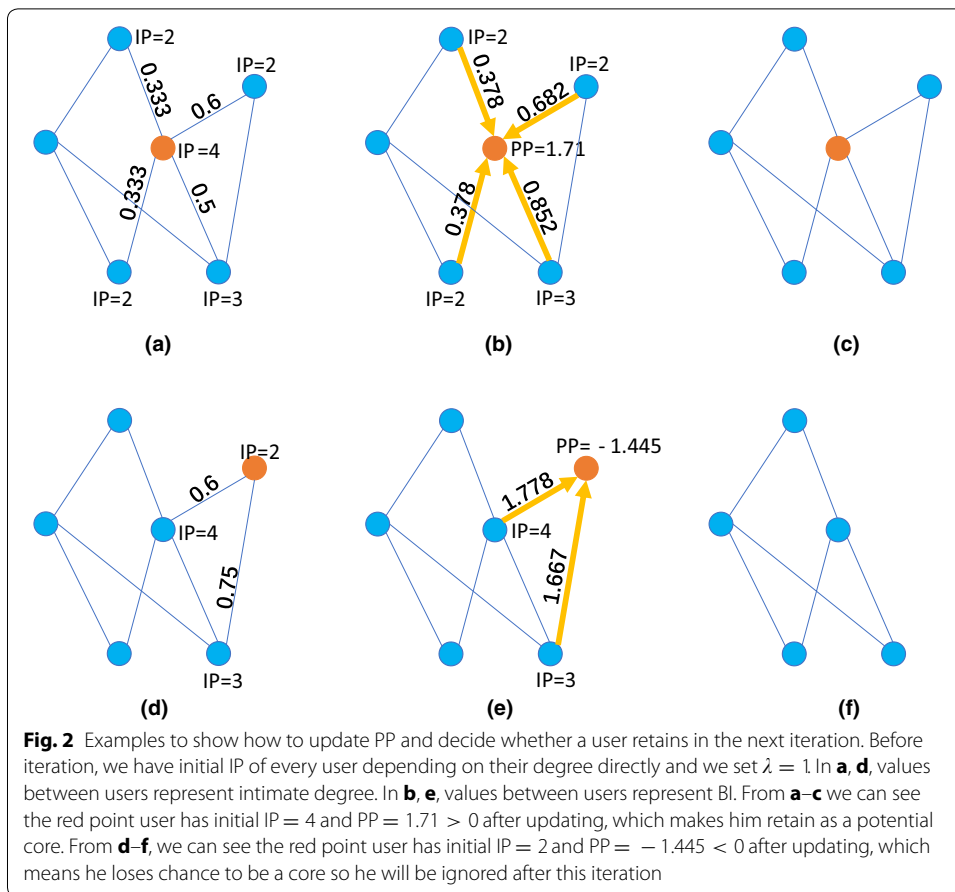 IP=2
IP=2
0.333
0.6
IP=4
0.333
0.5
IP=2
IP=3
(a)
IP=2
IP=2
0.378
0.682
PP=1.71
0.378
0.852
IP=2
IP=3
(b)
(c)
IP=2
0.6
IP=4
0.75
IP=3
(d)
PP= - 1.445
1.778
IP=4
1.667
IP=3
(e)
(f)
Fig. 2 Examples to show how to update PP and decide whether a user retains in the next iteration. Before
iteration, we have initial IP of every user depending on their degree directly and we set λ = 1. In a, d, values
between users represent intimate degree. In b, e, values between users represent BI. From a–c we can see
the red point user has initial IP = 4 and PP = 1.71 > 0 after updating, which makes him retain as a potential
core. From d–f, we can see the red point user has initial IP = 2 and PP = − 1.445 < 0 after updating, which
means he loses chance to be a core so he will be ignored after this iteration